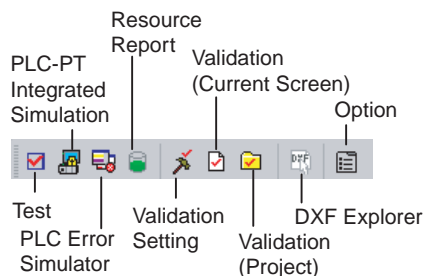 Resource
Report
PLC-PT
Integrated
Simulation
Validation
(Current Screen)
Option
DXF
Test
PLC Error
Simulator
Validation
Setting
Validation
(Project)
DXF Explorer